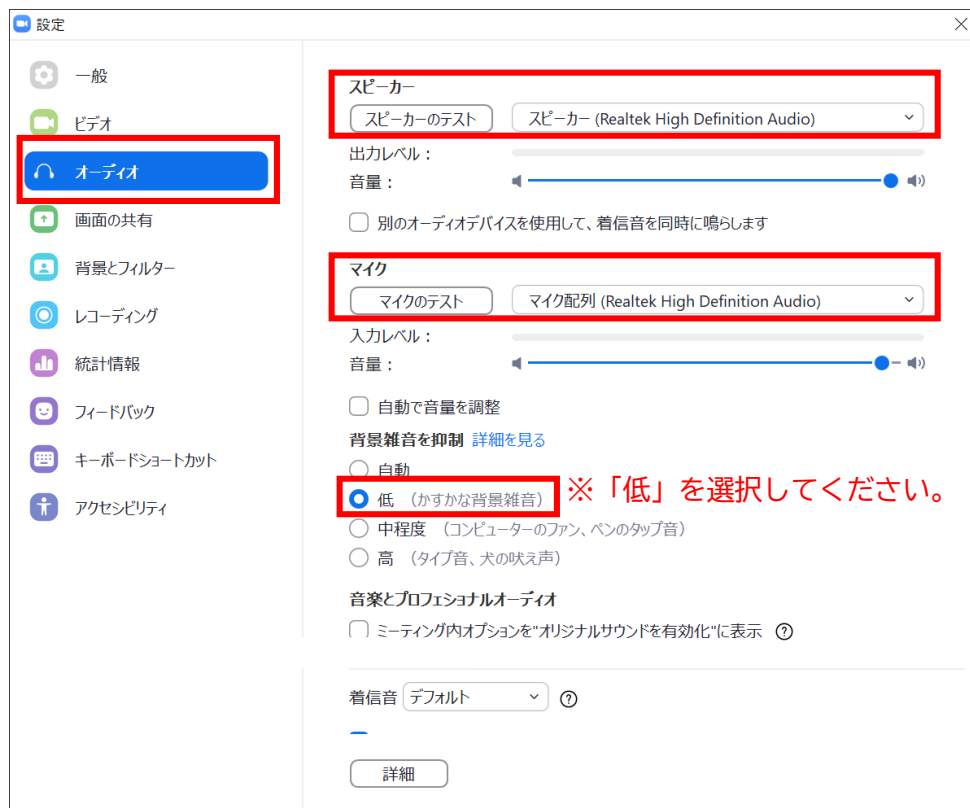 設定
一般
ビデオ
オーディオ
画面の共有
背景とフィルター
レコーディング
統計情報
フィードバック
キーボードショートカット
アクセシビリティ
スピーカー
スピーカーのテスト
スピーカー (Realtek High Definition Audio)
出力レベル：
音量：
別のオーディオデバイスを使用して、着信音を同時に鳴らします
マイク
マイクのテスト
マイク配列 (Realtek High Definition Audio)
入力レベル：
音量：
自動で音量を調整
背景雑音を抑制 詳細を見る
自動
低 （かすかな背景雑音）
※「低」を選択してください。
中程度 （コンピューターのファン、ペンのタップ音）
高 （タイプ音、犬の吠え声）
音楽とプロフェショナルオーディオ
ミーティング内オプションを"オリジナルサウンドを有効化"に表示 ?
着信音 デフォルト ?
詳細